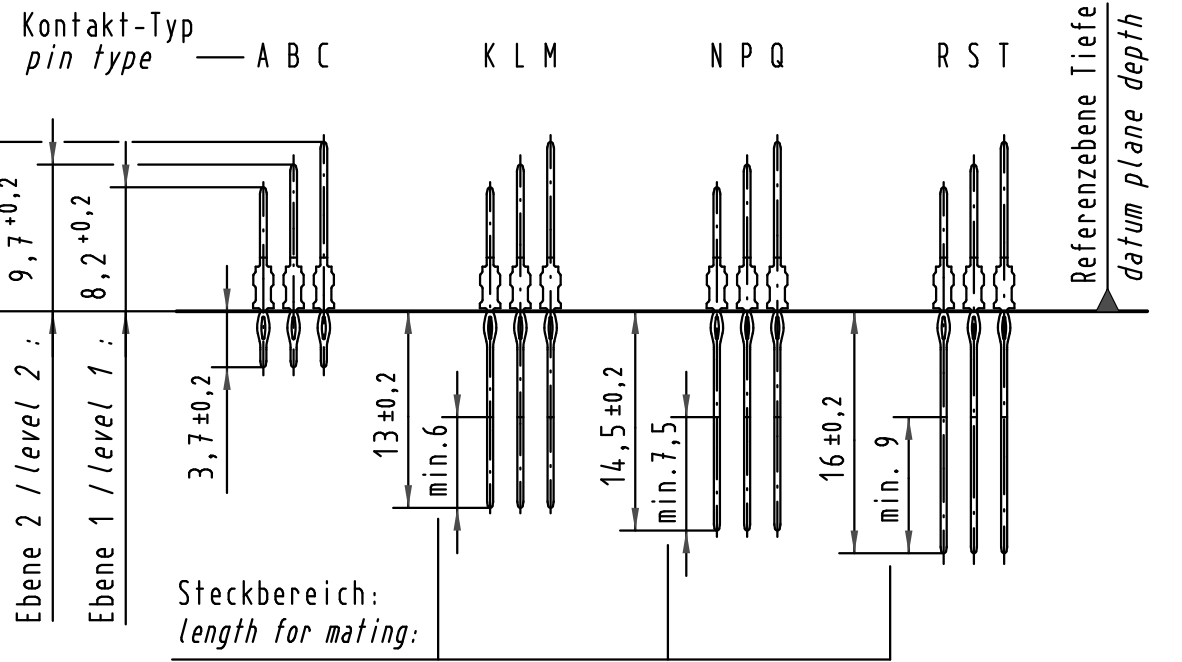 Kontakt-Typ
pin type
A B C
K L M
N P Q
R S T
Referenzebene Tiefe
datum plane depth
9,7 +0,2
8,2 +0,2
Ebene 2 / level 2 :
Ebene 1 / level 1 :
3,7±0,2
13±0,2
min.6
14,5±0,2
min.7,5
16±0,2
min. 9
Steckbereich:
length for mating: